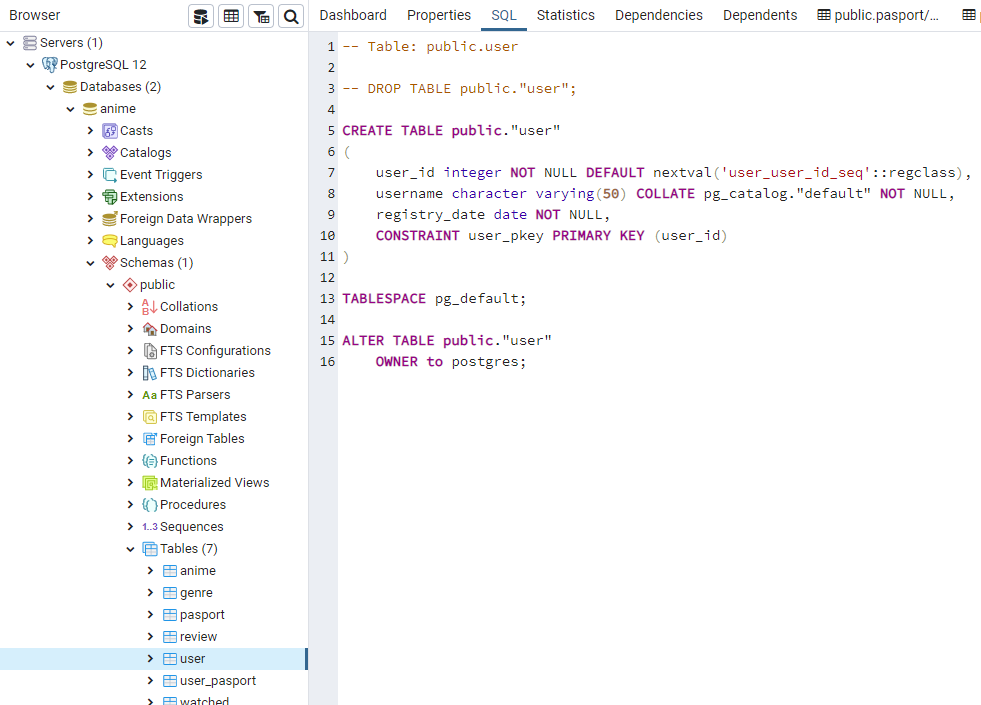 Browser
Servers (1)
PostgreSQL 12
Databases (2)
anime
Casts
Catalogs
Event Triggers
Extensions
Foreign Data Wrappers
Languages
Schemas (1)
public
Collations
Domains
FTS Configurations
FTS Dictionaries
Aa FTS Parsers
FTS Templates
Foreign Tables
Functions
Materialized Views
Procedures
1..3 Sequences
Tables (7)
anime
genre
pasport
review
user
user_pasport
watched
Dashboard Properties SQL Statistics Dependencies Dependents public.pasport/...
1 -- Table: public.user
2
3 -- DROP TABLE public."user";
4
5 CREATE TABLE public."user"
6 (
7     user_id integer NOT NULL DEFAULT nextval('user_user_id_seq'::regclass),
8     username character varying(50) COLLATE pg_catalog."default" NOT NULL,
9     registry_date date NOT NULL,
10     CONSTRAINT user_pkey PRIMARY KEY (user_id)
11 )
12
13 TABLESPACE pg_default;
14
15 ALTER TABLE public."user"
16     OWNER to postgres;